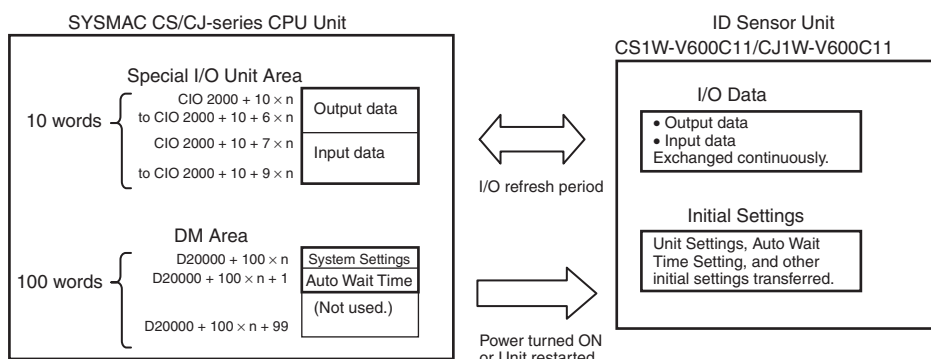 SYSMAC CS/CJ-series CPU Unit
ID Sensor Unit
CS1W-V600C11/CJ1W-V600C11
Special I/O Unit Area
10 words
CIO 2000 + 10 × n
to CIO 2000 + 10 + 6 × n
CIO 2000 + 10 + 7 × n
to CIO 2000 + 10 + 9 × n
Output data
Input data
I/O refresh period
I/O Data
• Output data
• Input data
Exchanged continuously.
DM Area
100 words
D20000 + 100 × n
D20000 + 100 × n + 1
D20000 + 100 × n + 99
System Settings
Auto Wait Time
(Not used.)
Power turned ON
or Unit restarted
Initial Settings
Unit Settings, Auto Wait
Time Setting, and other
initial settings transferred.